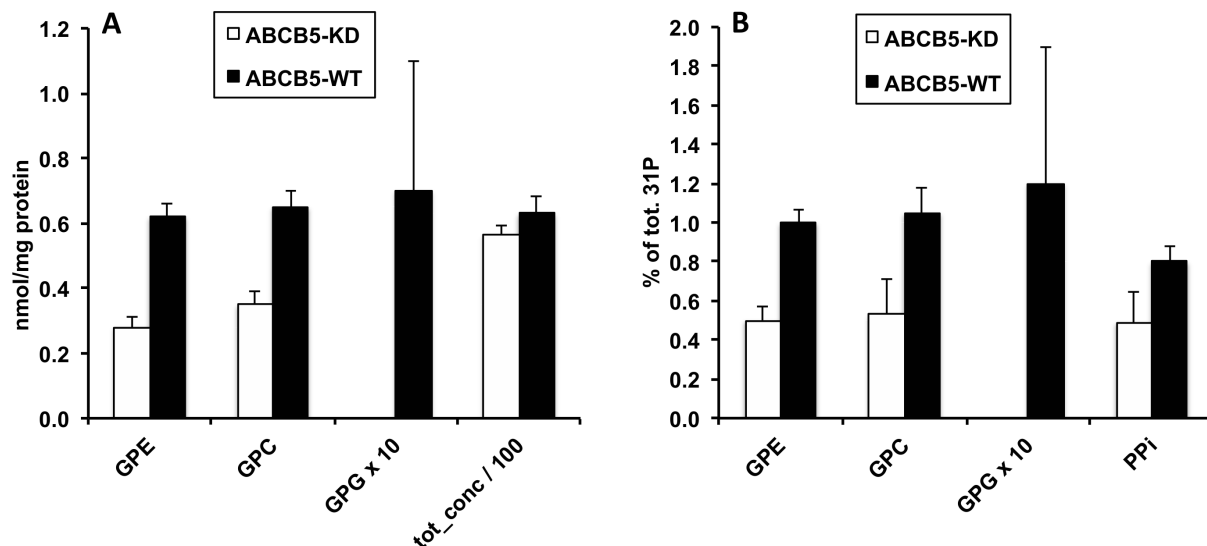 A
ABCB5-KD
ABCB5-WT
nmol/mg protein
1.2
1.0
0.8
0.6
0.4
0.2
0.0
GPE
GPC
GPG x 10
tot_conc / 100
B
ABCB5-KD
ABCB5-WT
% of tot. 31P
2.0
1.8
1.6
1.4
1.2
1.0
0.8
0.6
0.4
0.2
0.0
GPE
GPC
GPG x 10
PPi